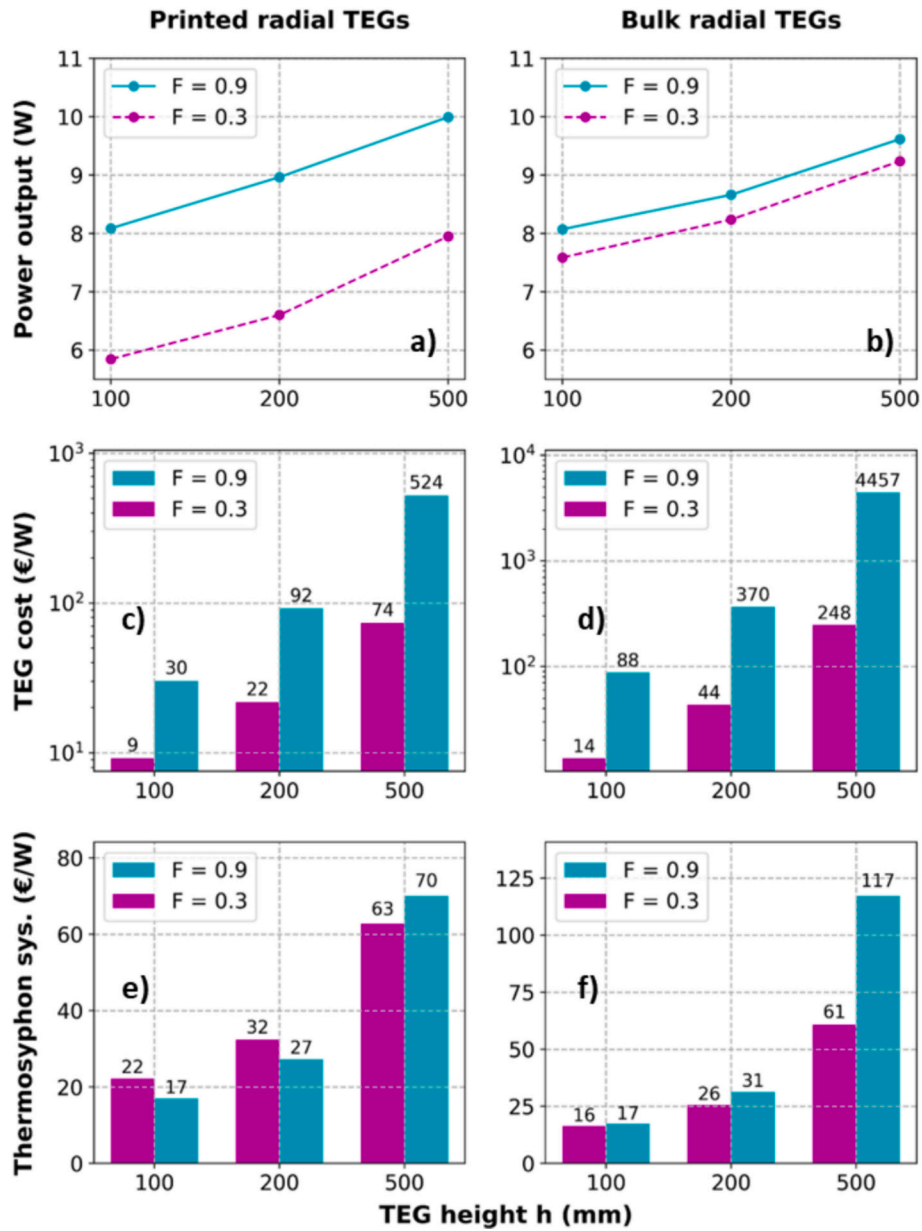 Printed radial TEGs
Bulk radial TEGs
Power output (W)
11
10
9
8
7
6
F = 0.9
F = 0.3
a)
100
200
500
11
10
9
8
7
6
F = 0.9
F = 0.3
b)
100
200
500
TEG cost (€/W)
10³
10²
10¹
F = 0.9
F = 0.3
c)
9
30
22
92
74
524
100
200
500
10⁴
10³
10²
F = 0.9
F = 0.3
d)
14
88
44
370
248
4457
100
200
500
Thermosyphon sys. (€/W)
80
60
40
20
0
F = 0.9
F = 0.3
e)
22
17
32
27
63
70
100
200
500
125
100
75
50
25
0
F = 0.9
F = 0.3
f)
16
17
26
31
61
117
100
200
500
TEG height h (mm)